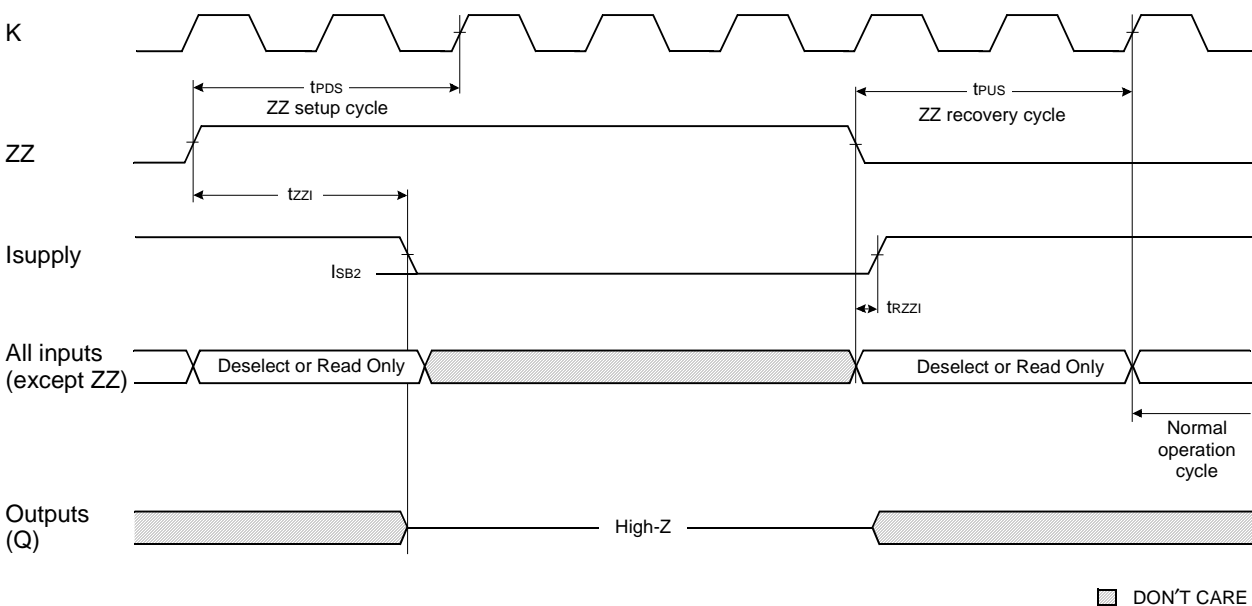 K
tPDS
ZZ setup cycle
tPUS
ZZ recovery cycle
ZZ
tZZI
Isupply
ISB2
tRZZI
All inputs
(except ZZ)
Deselect or Read Only
Deselect or Read Only
Normal
operation
cycle
Outputs
(Q)
High-Z
DON′T CARE